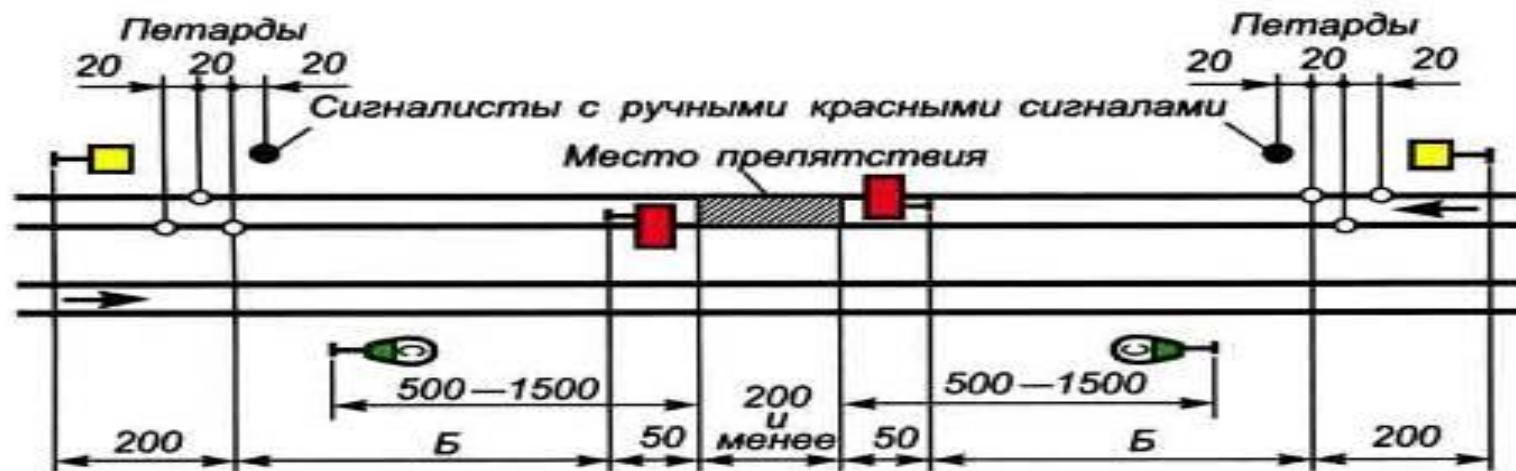 Петарды
Петарды
20 20 20
20 20 20
Сигналисты с ручными красными сигналами
Место препятствия
С
С
500—1500
200
и
менее
500—1500
200
Б
50
50
Б
200